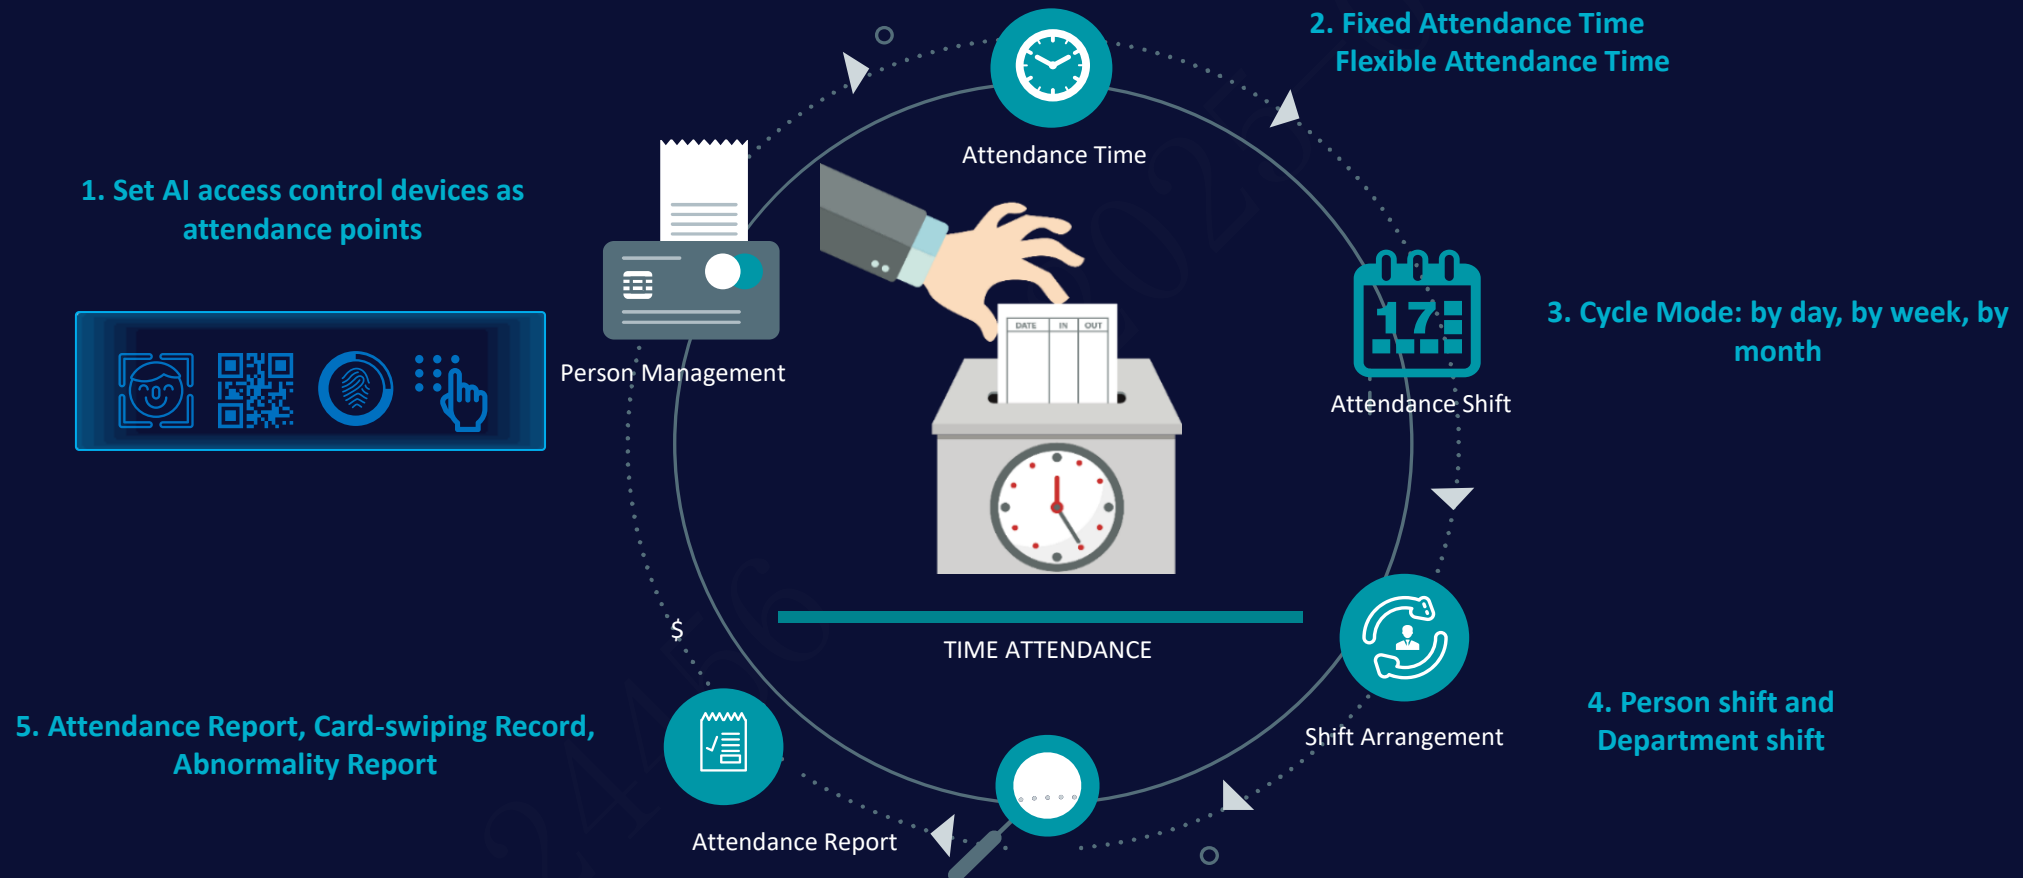 2. Fixed Attendance Time
Flexible Attendance Time
Attendance Time
1. Set AI access control devices as
attendance points
Person Management
DATE IN OUT
17
Attendance Shift
3. Cycle Mode: by day, by week, by
month
$
TIME ATTENDANCE
5. Attendance Report, Card-swiping Record,
Abnormality Report
Attendance Report
Shift Arrangement
4. Person shift and
Department shift